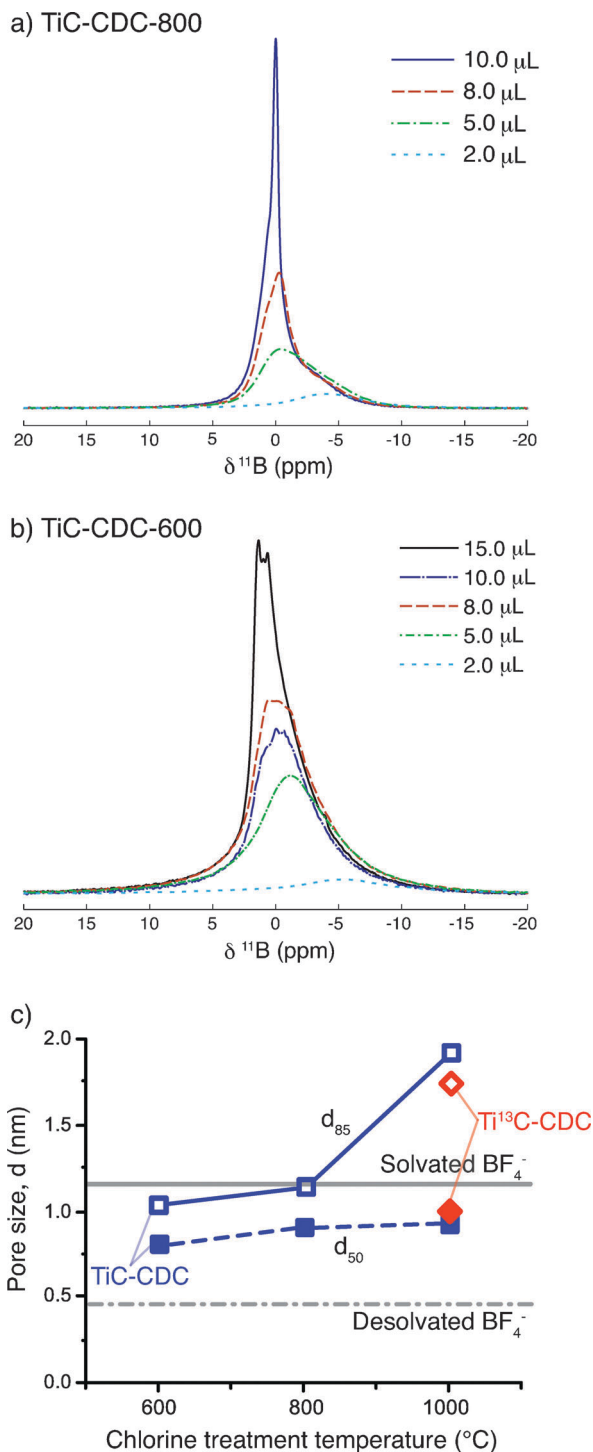 a) TiC-CDC-800
10.0 μL
8.0 μL
5.0 μL
2.0 μL
20 15 10 5 0 -5 -10 -15 -20
δ ¹¹B (ppm)
b) TiC-CDC-600
15.0 μL
10.0 μL
8.0 μL
5.0 μL
2.0 μL
20 15 10 5 0 -5 -10 -15 -20
δ ¹¹B (ppm)
c)
2.0
Ti¹³C-CDC
d₈₅
1.5
Solvated BF₄⁻
1.0
TiC-CDC
d₅₀
0.5
Desolvated BF₄⁻
0.0
Pore size, d (nm)
600 800 1000
Chlorine treatment temperature (°C)